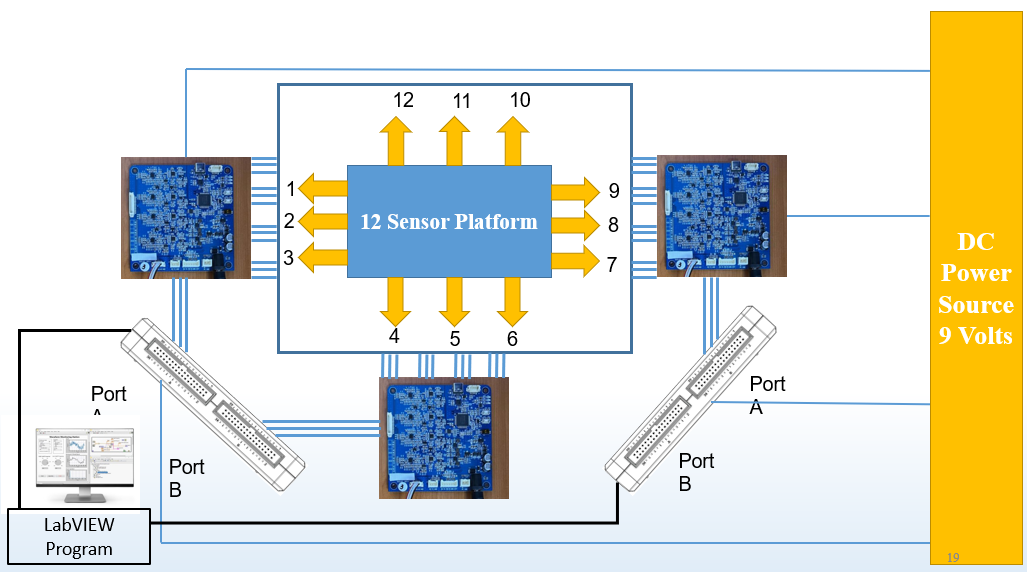 12
11
10
1
2
3
12 Sensor Platform
9
8
7
4
5
6
DC
Power
Source
9 Volts
Port
A
Port
B
Port
A
Port
B
LabVIEW
Program
19